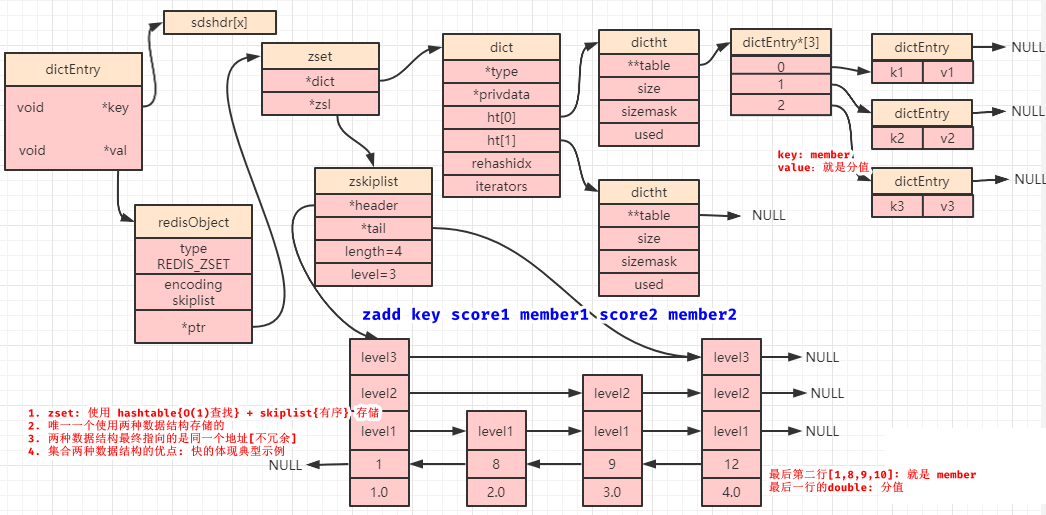 sdshdr[x]
dictEntry
void *key
void *val
redisObject
type
REDIS_ZSET
encoding
skiplist
*ptr
zset
*dict
*zsl
zskiplist
*header
*tail
length=4
level=3
dict
*type
*privdata
ht[0]
ht[1]
rehashidx
iterators
dictht
**table
size
sizemask
used
dictht
**table
size
sizemask
used
NULL
dictEntry*[3]
0
1
2
dictEntry
k1 v1
NULL
dictEntry
k2 v2
NULL
dictEntry
k3 v3
NULL
key: member.
value: 就是分值
zadd key score1 member1 score2 member2
level3
level2
level1
1
1.0
level1
8
2.0
level2
level1
9
3.0
level3
level2
level1
12
4.0
NULL
NULL
NULL
NULL
1. zset: 使用 hashtable{O(1)查找} + skiplist{有序} 存储
2. 唯一一个使用两种数据结构存储的
3. 两种数据结构最终指向的是同一个地址[不冗余]
4. 集合两种数据结构的优点: 快的体现典型示例
最后第二行[1,8,9,10]: 就是 member
最后一行的double: 分值